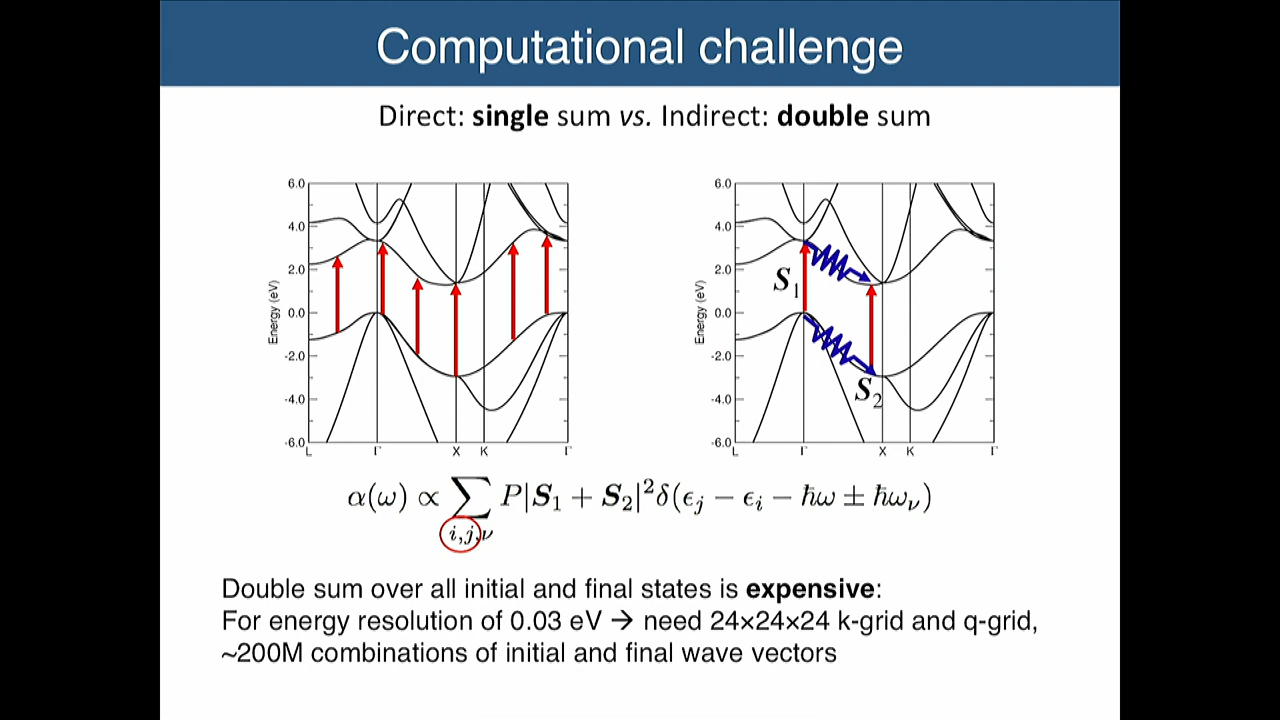 Computational challenge
Direct: single sum vs. Indirect: double sum
6.0
4.0
2.0
0.0
-2.0
-4.0
-6.0
Energy (eV)
L Γ X K Γ
6.0
4.0
2.0
0.0
-2.0
-4.0
-6.0
Energy (eV)
S₁
S₂
L Γ X K Γ
α(ω) ∝ ∑ P|S₁ + S₂|²δ(ϵⱼ − ϵᵢ − ℏω ± ℏωᵥ)
i,j,ν
Double sum over all initial and final states is expensive:
For energy resolution of 0.03 eV → need 24×24×24 k-grid and q-grid,
~200M combinations of initial and final wave vectors